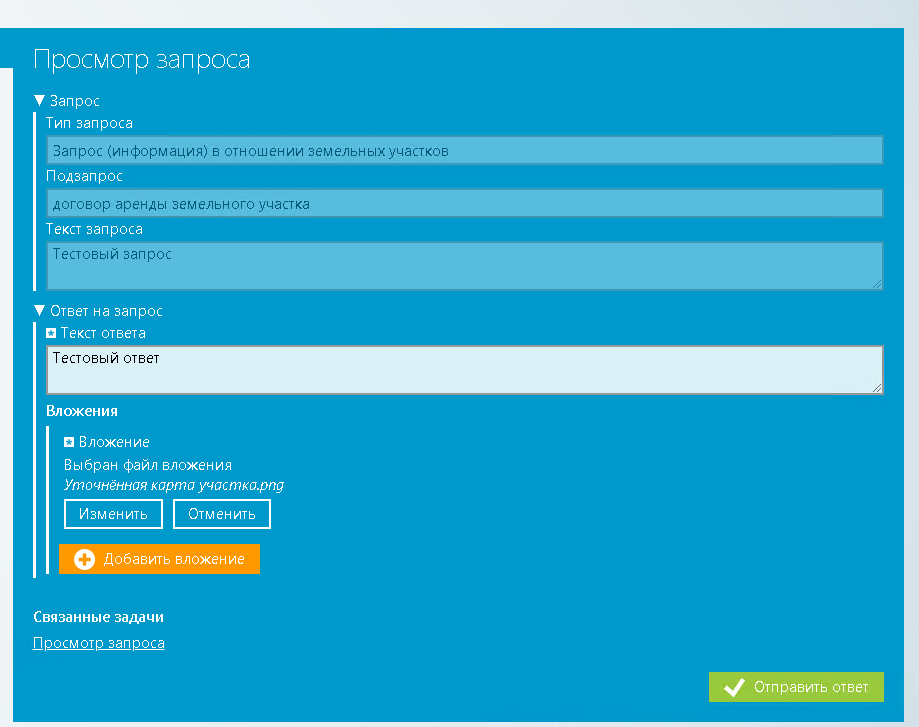 Просмотр запроса
Запрос
Тип запроса
Запрос (информация) в отношении земельных участков
Подзапрос
договор аренды земельного участка
Текст запроса
Тестовый запрос
Ответ на запрос
Текст ответа
Тестовый ответ
Вложения
Вложение
Выбран файл вложения
Уточнённая карта участка.png
Изменить Отменить
Добавить вложение
Связанные задачи
Просмотр запроса
Отправить ответ